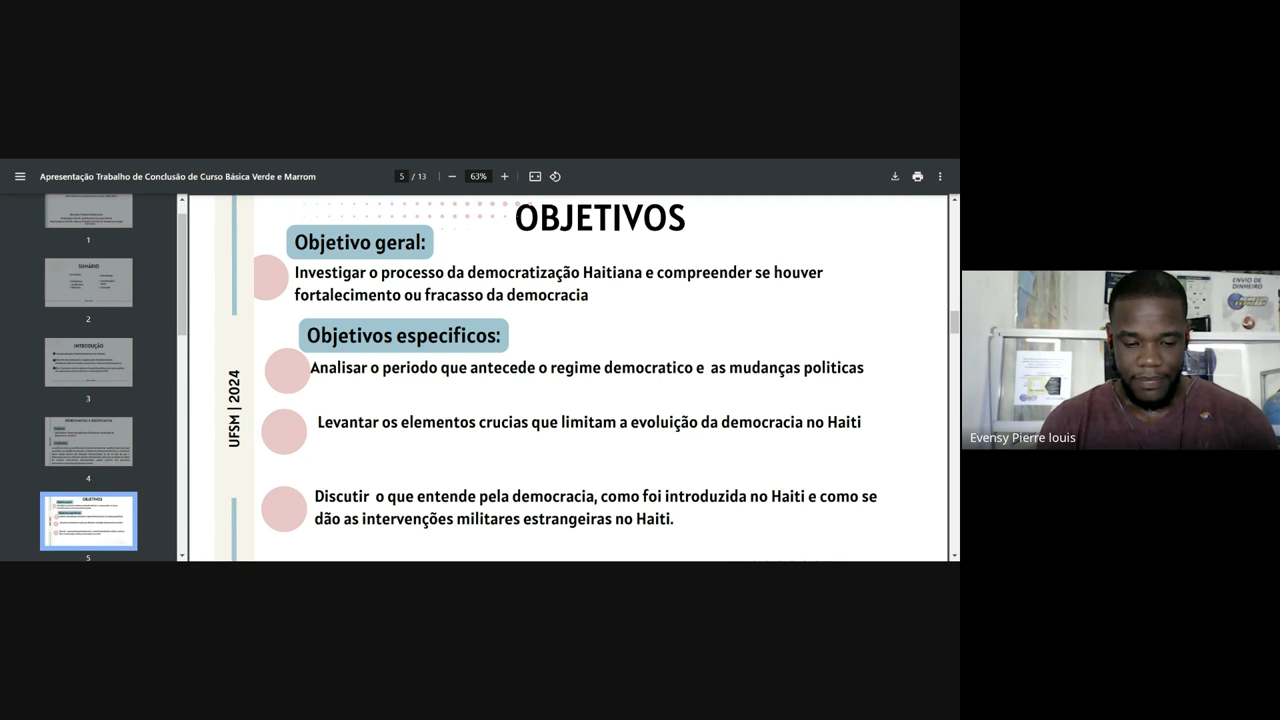 Apresentação Trabalho de Conclusão de Curso Básica Verde e Marrom
5 / 13
63%
1
SUMÁRIO
2
INTRODUÇÃO
3
4
OBJETIVOS
5
UFSM | 2024
OBJETIVOS
Objetivo geral:
Investigar o processo da democratização Haitiana e compreender se houver
fortalecimento ou fracasso da democracia
Objetivos especificos:
Analisar o periodo que antecede o regime democratico e as mudanças politicas
Levantar os elementos crucias que limitam a evoluição da democracia no Haiti
Discutir o que entende pela democracia, como foi introduzida no Haiti e como se
dão as intervenções militares estrangeiras no Haiti.
ENVIO DE
DINHEIRO
Evensy Pierre louis